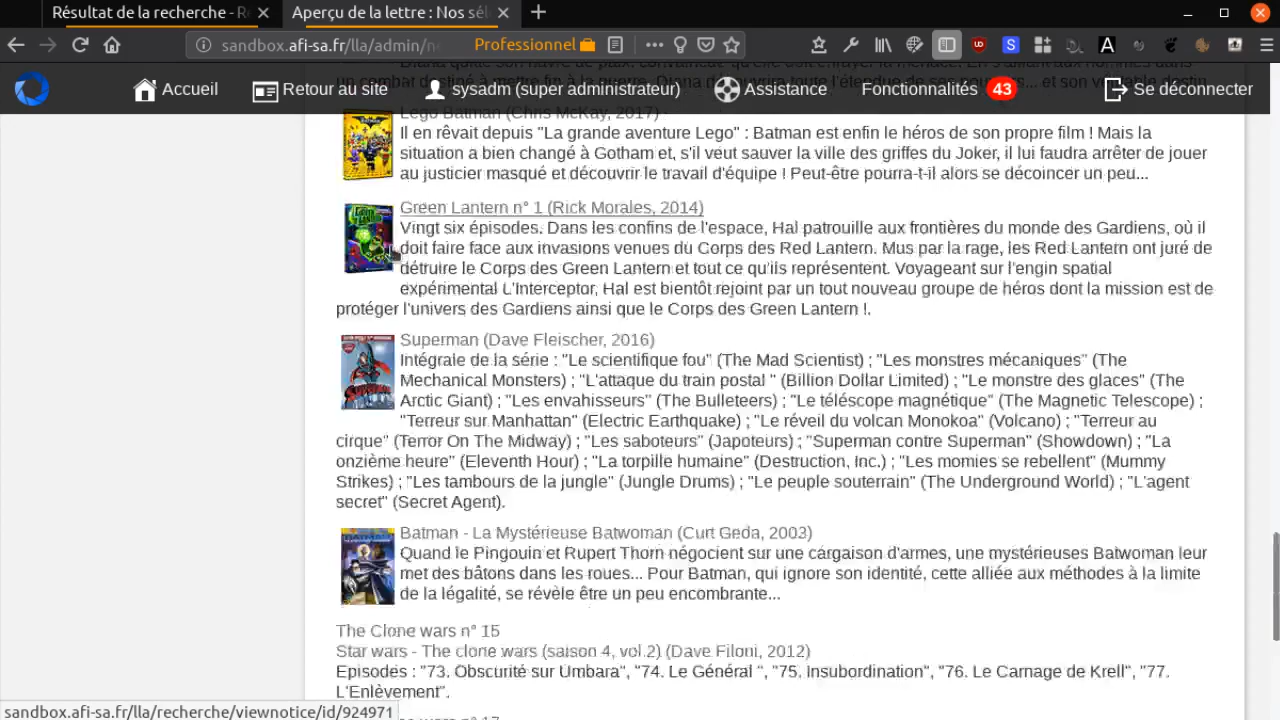 Résultat de la recherche - R
Aperçu de la lettre : Nos sél
sandbox.afi-sa.fr/lla/admin/ne
Professionnel
Accueil
Retour au site
sysadm (super administrateur)
Assistance
Fonctionnalités 43
Se déconnecter
Lego Batman (Chris McKay, 2017)
Il en rêvait depuis "La grande aventure Lego" : Batman est enfin le héros de son propre film ! Mais la
situation a bien changé à Gotham et, s'il veut sauver la ville des griffes du Joker, il lui faudra arrêter de jouer
au justicier masqué et découvrir le travail d'équipe ! Peut-être pourra-t-il alors se décoincer un peu...
Green Lantern n° 1 (Rick Morales, 2014)
Vingt six épisodes. Dans les confins de l'espace, Hal patrouille aux frontières du monde des Gardiens, où il
doit faire face aux invasions venues du Corps des Red Lantern. Mus par la rage, les Red Lantern ont juré de
détruire le Corps des Green Lantern et tout ce qu'ils représentent. Voyageant sur l'engin spatial
expérimental L'Interceptor, Hal est bientôt rejoint par un tout nouveau groupe de héros dont la mission est de
protéger l'univers des Gardiens ainsi que le Corps des Green Lantern !.
Superman (Dave Fleischer, 2016)
Intégrale de la série : "Le scientifique fou" (The Mad Scientist) ; "Les monstres mécaniques" (The
Mechanical Monsters) ; "L'attaque du train postal " (Billion Dollar Limited) ; "Le monstre des glaces" (The
Arctic Giant) ; "Les envahisseurs" (The Bulleteers) ; "Le téléscope magnétique" (The Magnetic Telescope) ;
"Terreur sur Manhattan" (Electric Earthquake) ; "Le réveil du volcan Monokoa" (Volcano) ; "Terreur au
cirque" (Terror On The Midway) ; "Les saboteurs" (Japoteurs) ; "Superman contre Superman" (Showdown) ; "La
onzième heure" (Eleventh Hour) ; "La torpille humaine" (Destruction, Inc.) ; "Les momies se rebellent" (Mummy
Strikes) ; "Les tambours de la jungle" (Jungle Drums) ; "Le peuple souterrain" (The Underground World) ; "L'agent
secret" (Secret Agent).
Batman - La Mystérieuse Batwoman (Curt Geda, 2003)
Quand le Pingouin et Rupert Thorn négocient sur une cargaison d'armes, une mystérieuses Batwoman leur
met des bâtons dans les roues... Pour Batman, qui ignore son identité, cette alliée aux méthodes à la limite
de la légalité, se révèle être un peu encombrante...
The Clone wars n° 15
Star wars - The clone wars (saison 4, vol.2) (Dave Filoni, 2012)
Episodes : "73. Obscurité sur Umbara", "74. Le Général ", "75, Insubordination", "76. Le Carnage de Krell", "77.
L'Enlèvement".
sandbox.afi-sa.fr/lla/recherche/viewnotice/id/924971